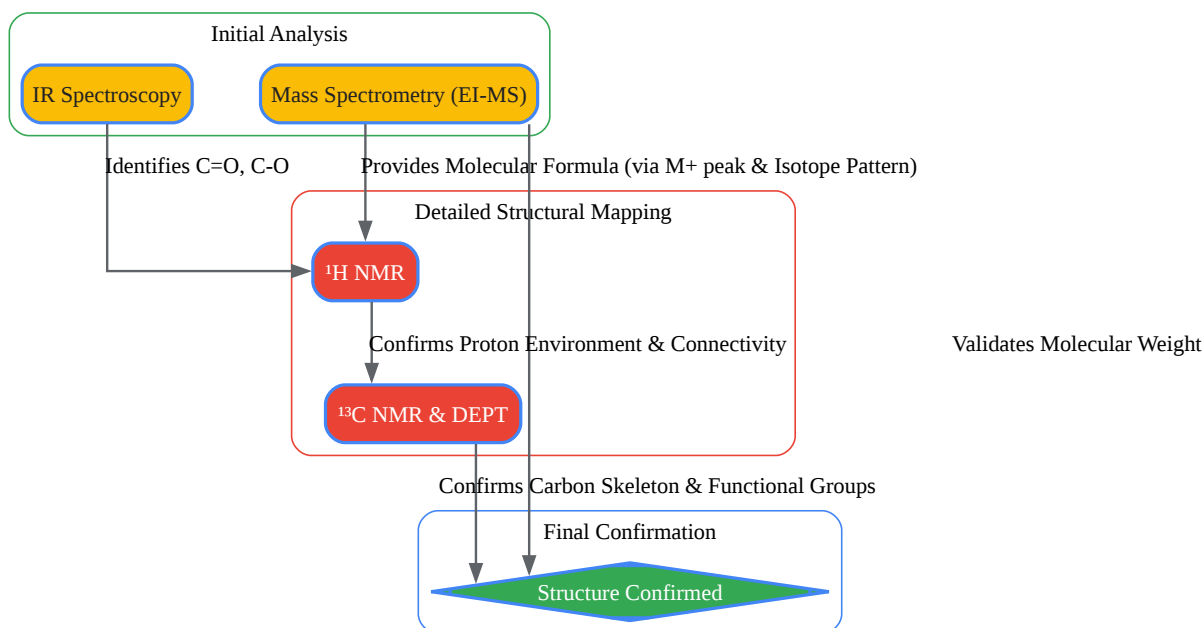 Initial Analysis
IR Spectroscopy
Mass Spectrometry (EI-MS)
Identifies C=O, C-O
Provides Molecular Formula (via M+ peak & Isotope Pattern)
Detailed Structural Mapping
¹H NMR
Confirms Proton Environment & Connectivity
Validates Molecular Weight
¹³C NMR & DEPT
Confirms Carbon Skeleton & Functional Groups
Final Confirmation
Structure Confirmed